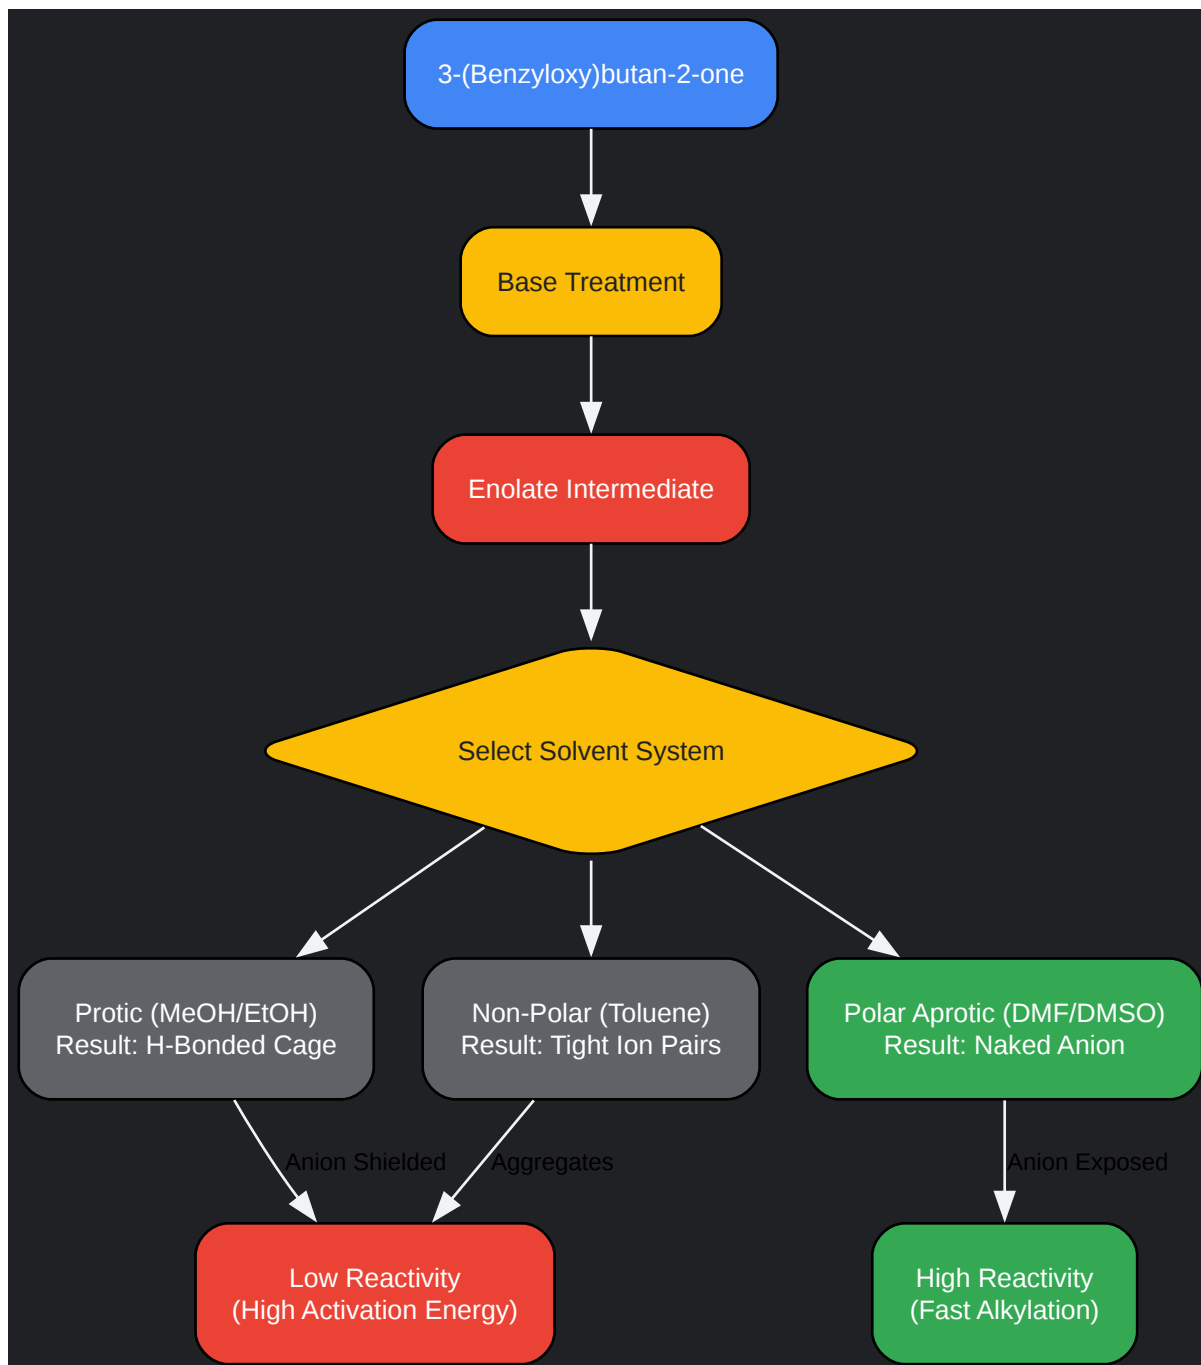 3-(Benzyloxy)butan-2-one
Base Treatment
Enolate Intermediate
Select Solvent System
Protic (MeOH/EtOH)
Result: H-Bonded Cage
Non-Polar (Toluene)
Result: Tight Ion Pairs
Polar Aprotic (DMF/DMSO)
Result: Naked Anion
Anion Shielded
Aggregates
Anion Exposed
Low Reactivity
(High Activation Energy)
High Reactivity
(Fast Alkylation)